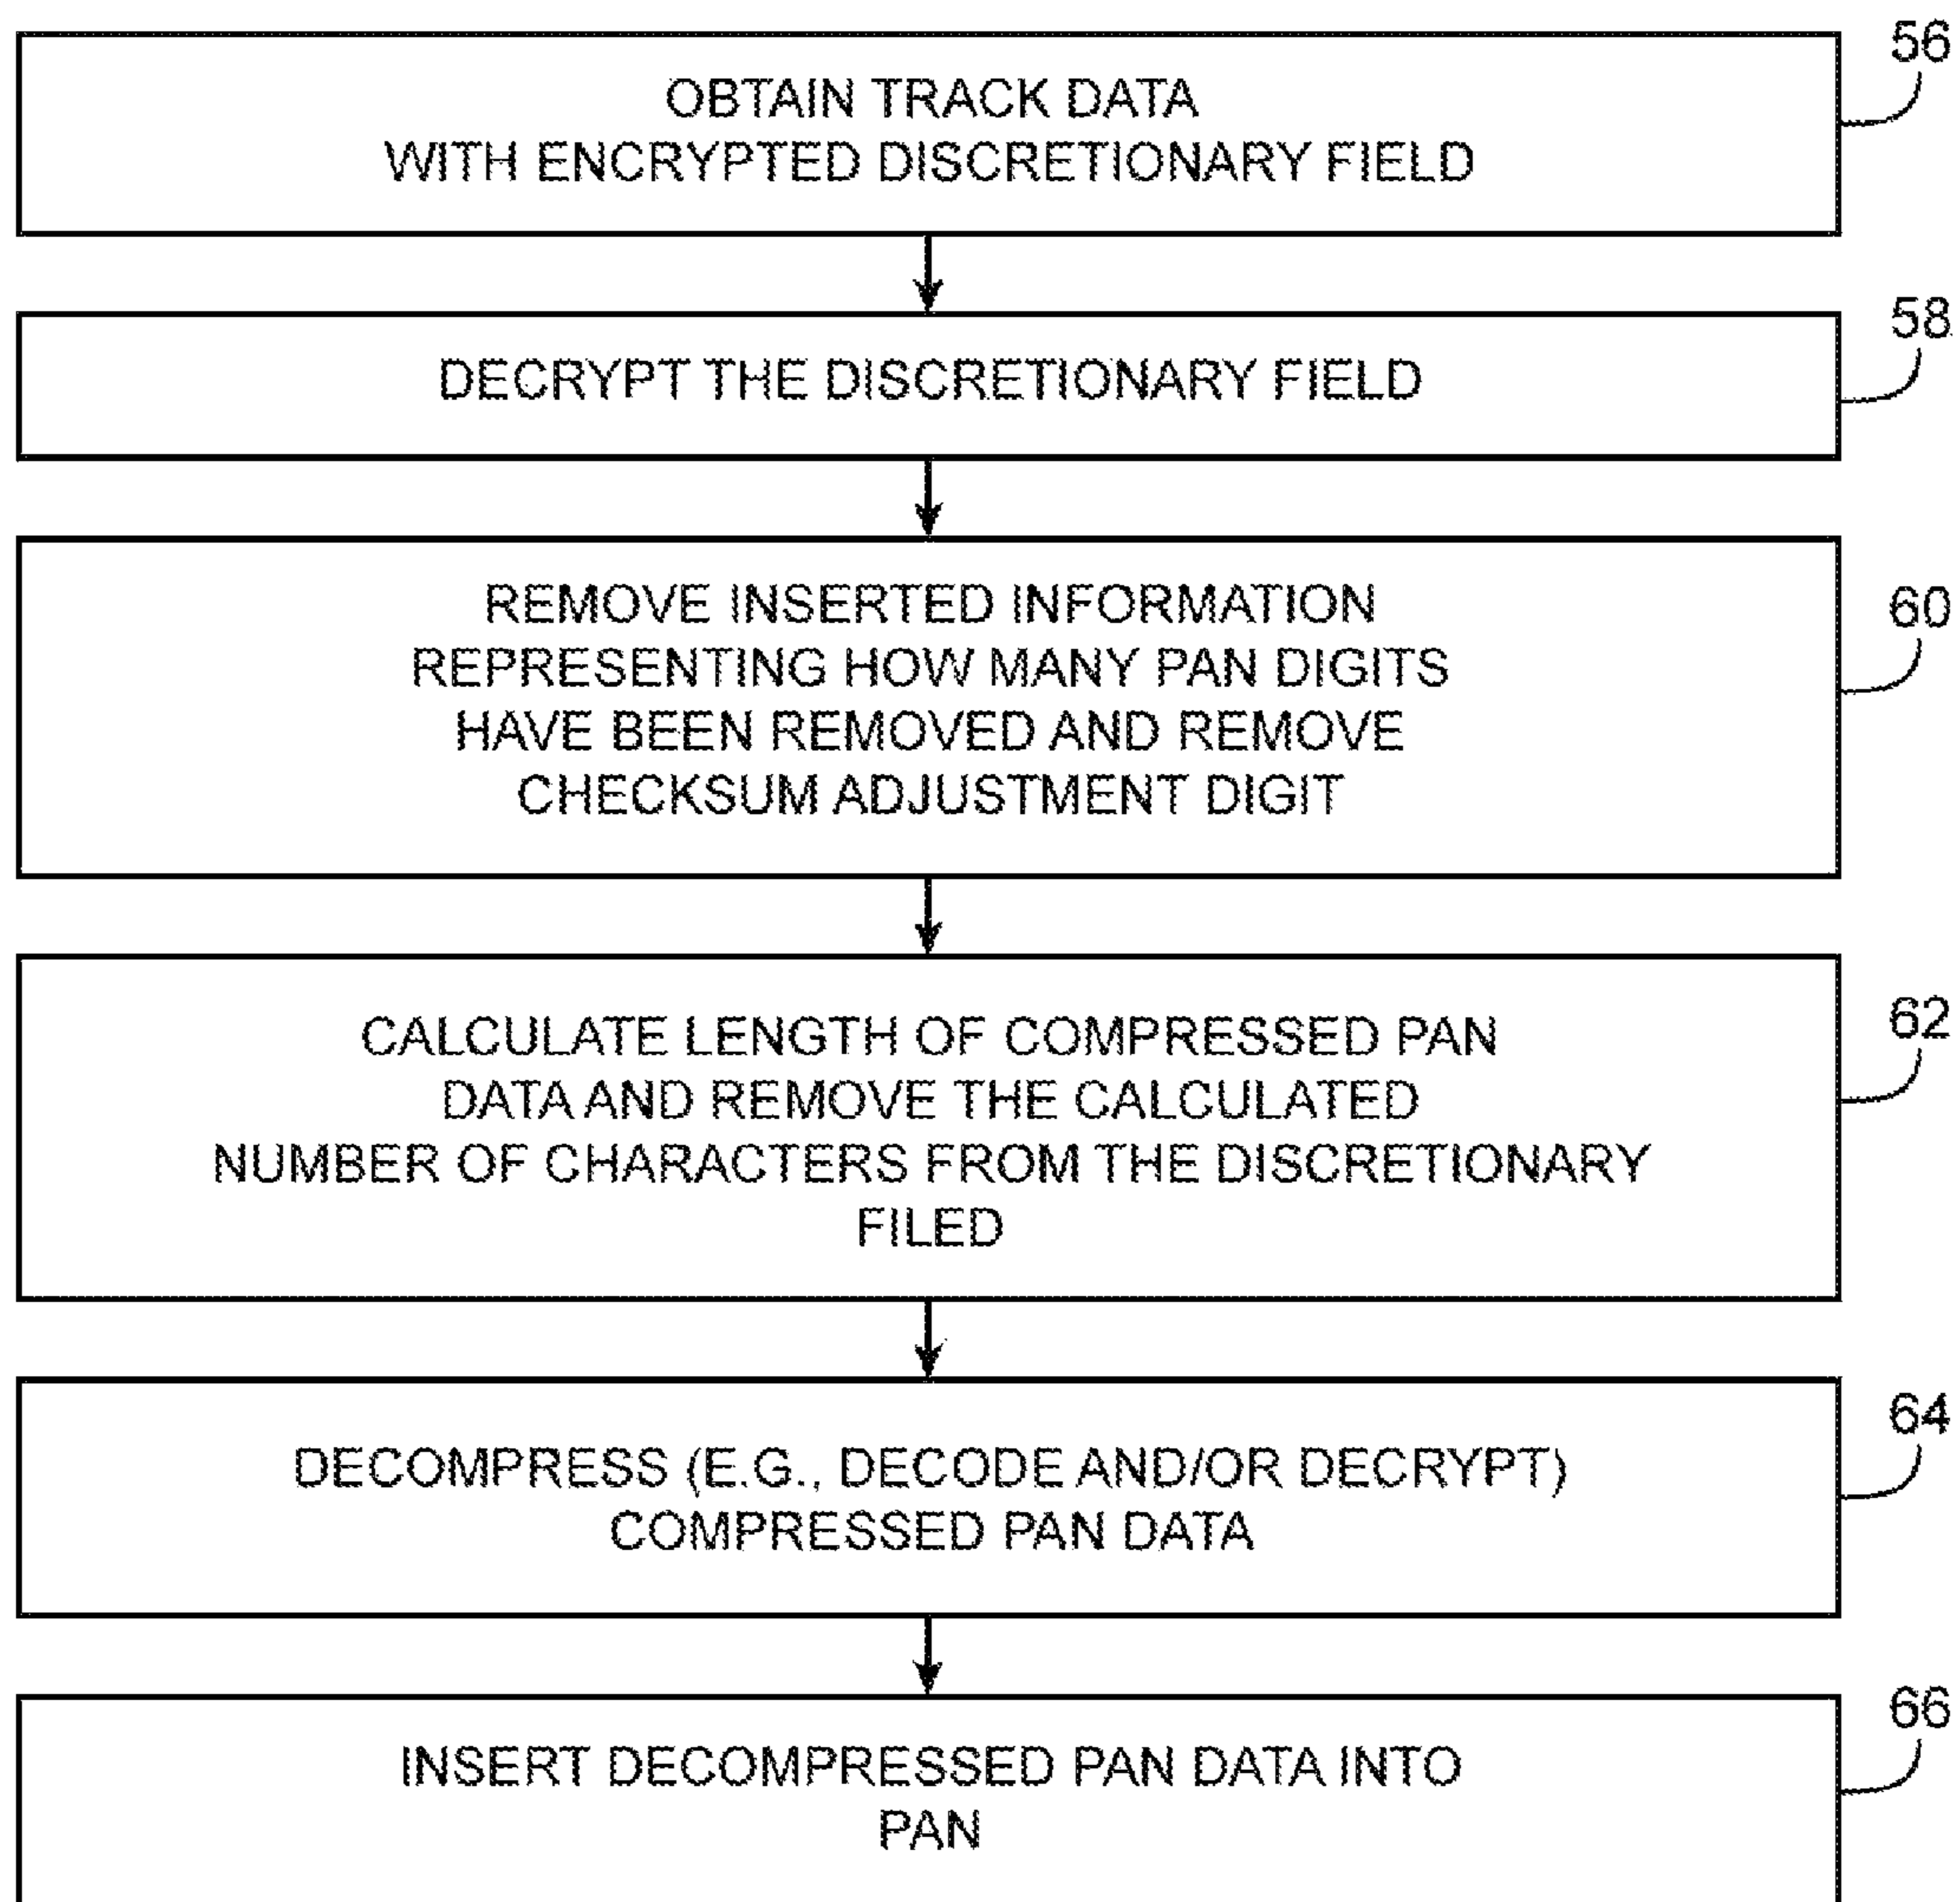 56
OBTAIN TRACK DATA
WITH ENCRYPTED DISCRETIONARY FIELD
58
DECRYPT THE DISCRETIONARY FIELD
60
REMOVE INSERTED INFORMATION
REPRESENTING HOW MANY PAN DIGITS
HAVE BEEN REMOVED AND REMOVE
CHECKSUM ADJUSTMENT DIGIT
62
CALCULATE LENGTH OF COMPRESSED PAN
DATA AND REMOVE THE CALCULATED
NUMBER OF CHARACTERS FROM THE DISCRETIONARY
FILED
64
DECOMPRESS (E.G., DECODE AND/OR DECRYPT)
COMPRESSED PAN DATA
66
INSERT DECOMPRESSED PAN DATA INTO
PAN